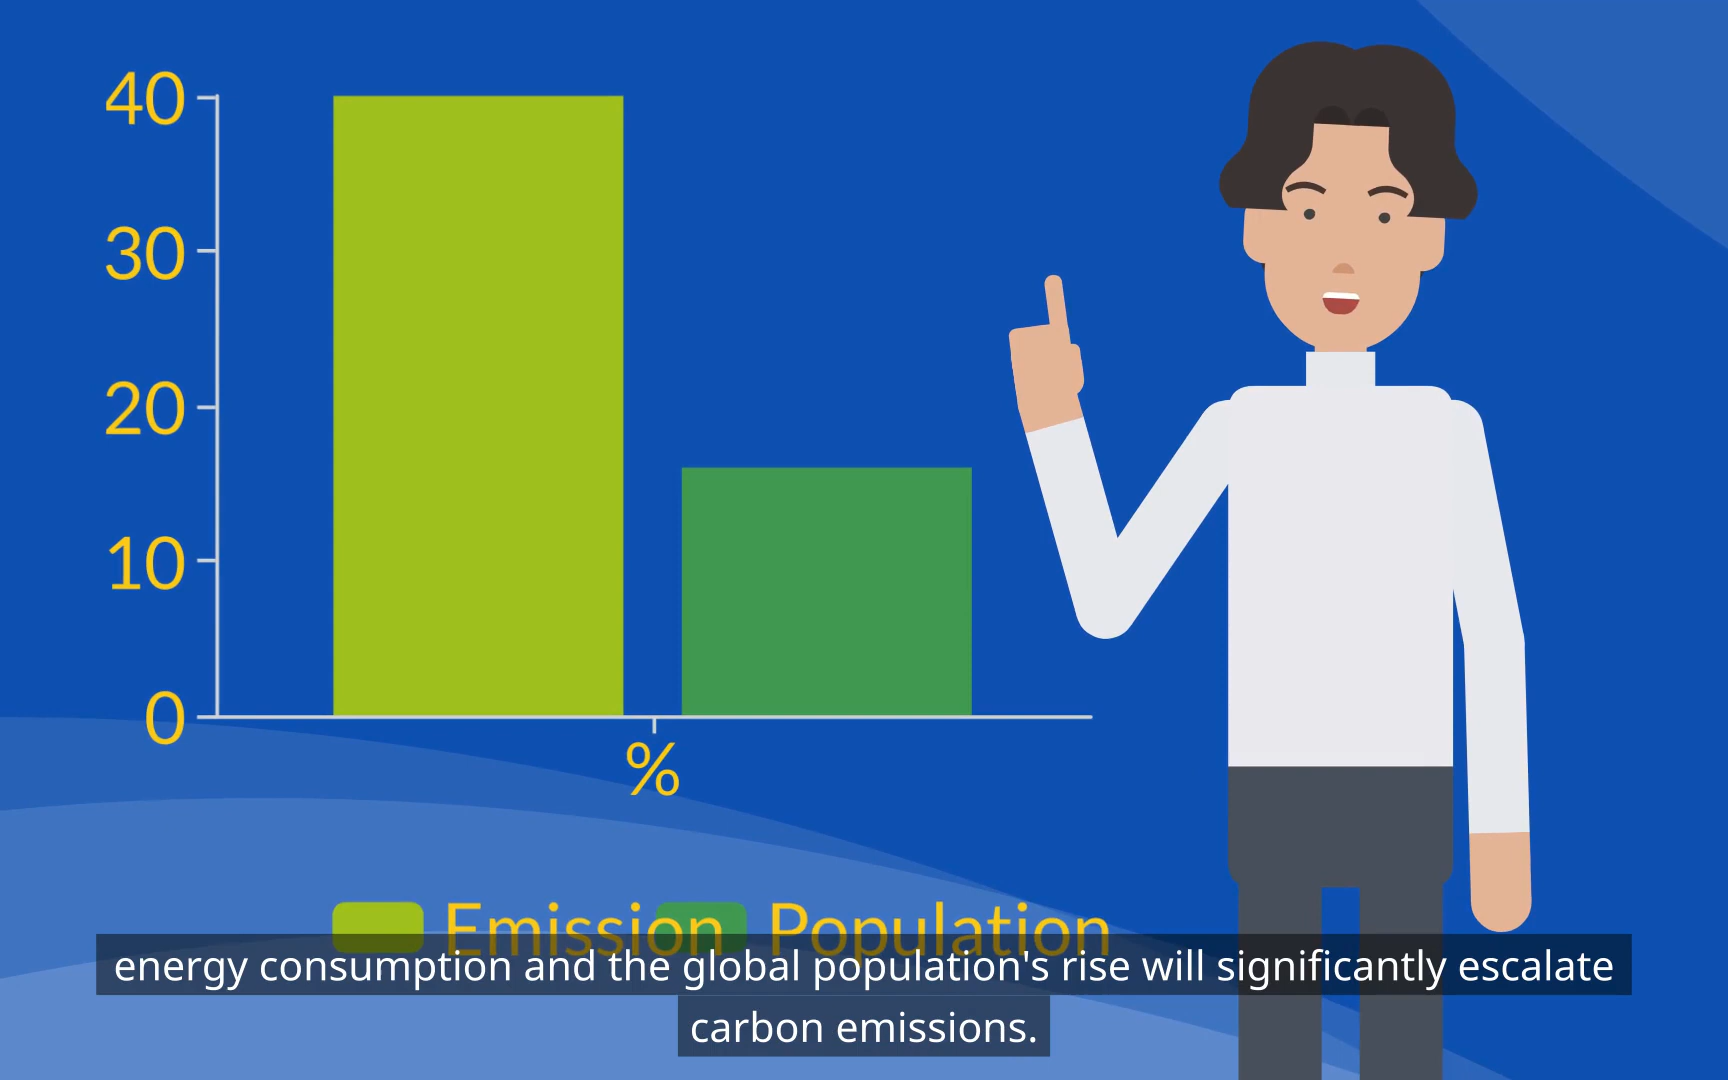 40
30
20
10
0
%
Emission Population
energy consumption and the global population's rise will significantly escalate
carbon emissions.